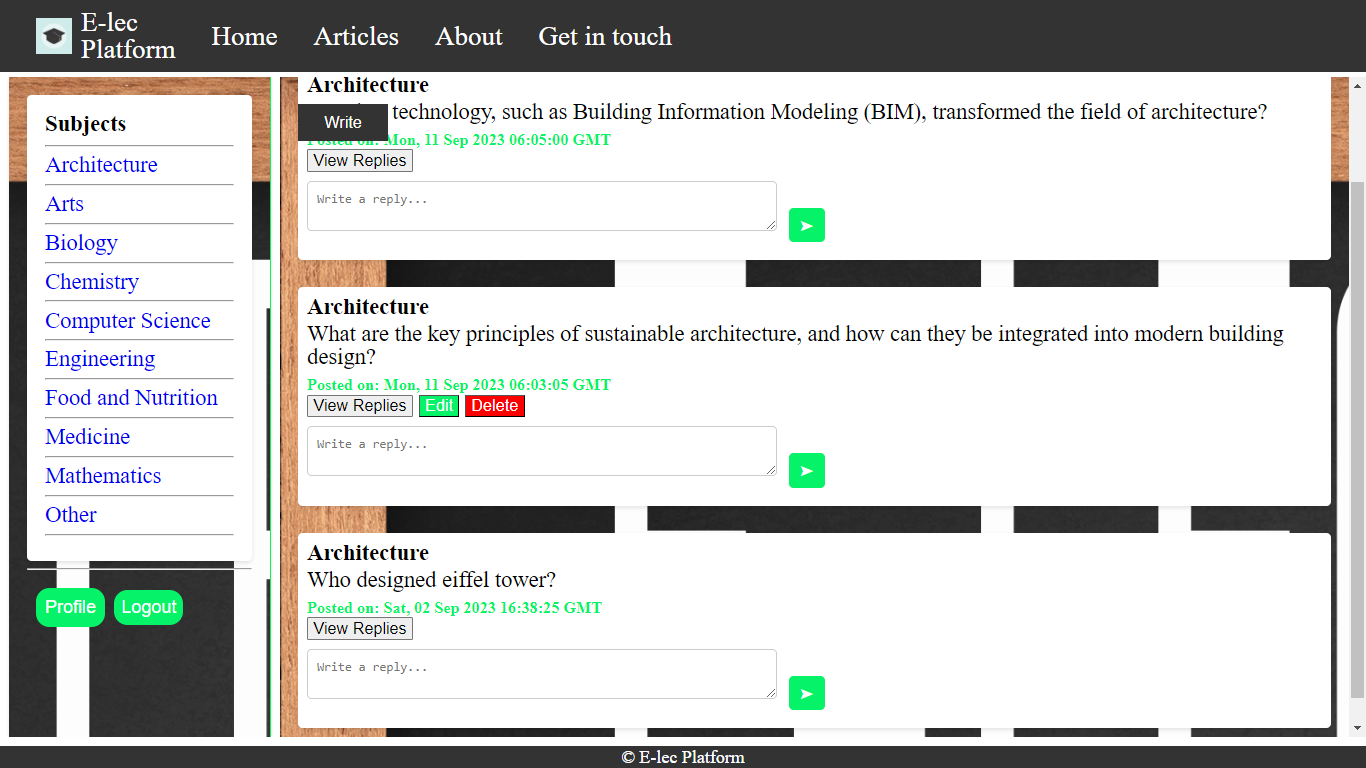 E-lec
Platform
Home
Articles
About
Get in touch
Subjects
Architecture
Arts
Biology
Chemistry
Computer Science
Engineering
Food and Nutrition
Medicine
Mathematics
Other
Profile
Logout
Architecture
Write
technology, such as Building Information Modeling (BIM), transformed the field of architecture?
Posted on: Mon, 11 Sep 2023 06:05:00 GMT
View Replies
Write a reply...
➤
Architecture
What are the key principles of sustainable architecture, and how can they be integrated into modern building
design?
Posted on: Mon, 11 Sep 2023 06:03:05 GMT
View Replies Edit Delete
Write a reply...
➤
Architecture
Who designed eiffel tower?
Posted on: Sat, 02 Sep 2023 16:38:25 GMT
View Replies
Write a reply...
➤
© E-lec Platform